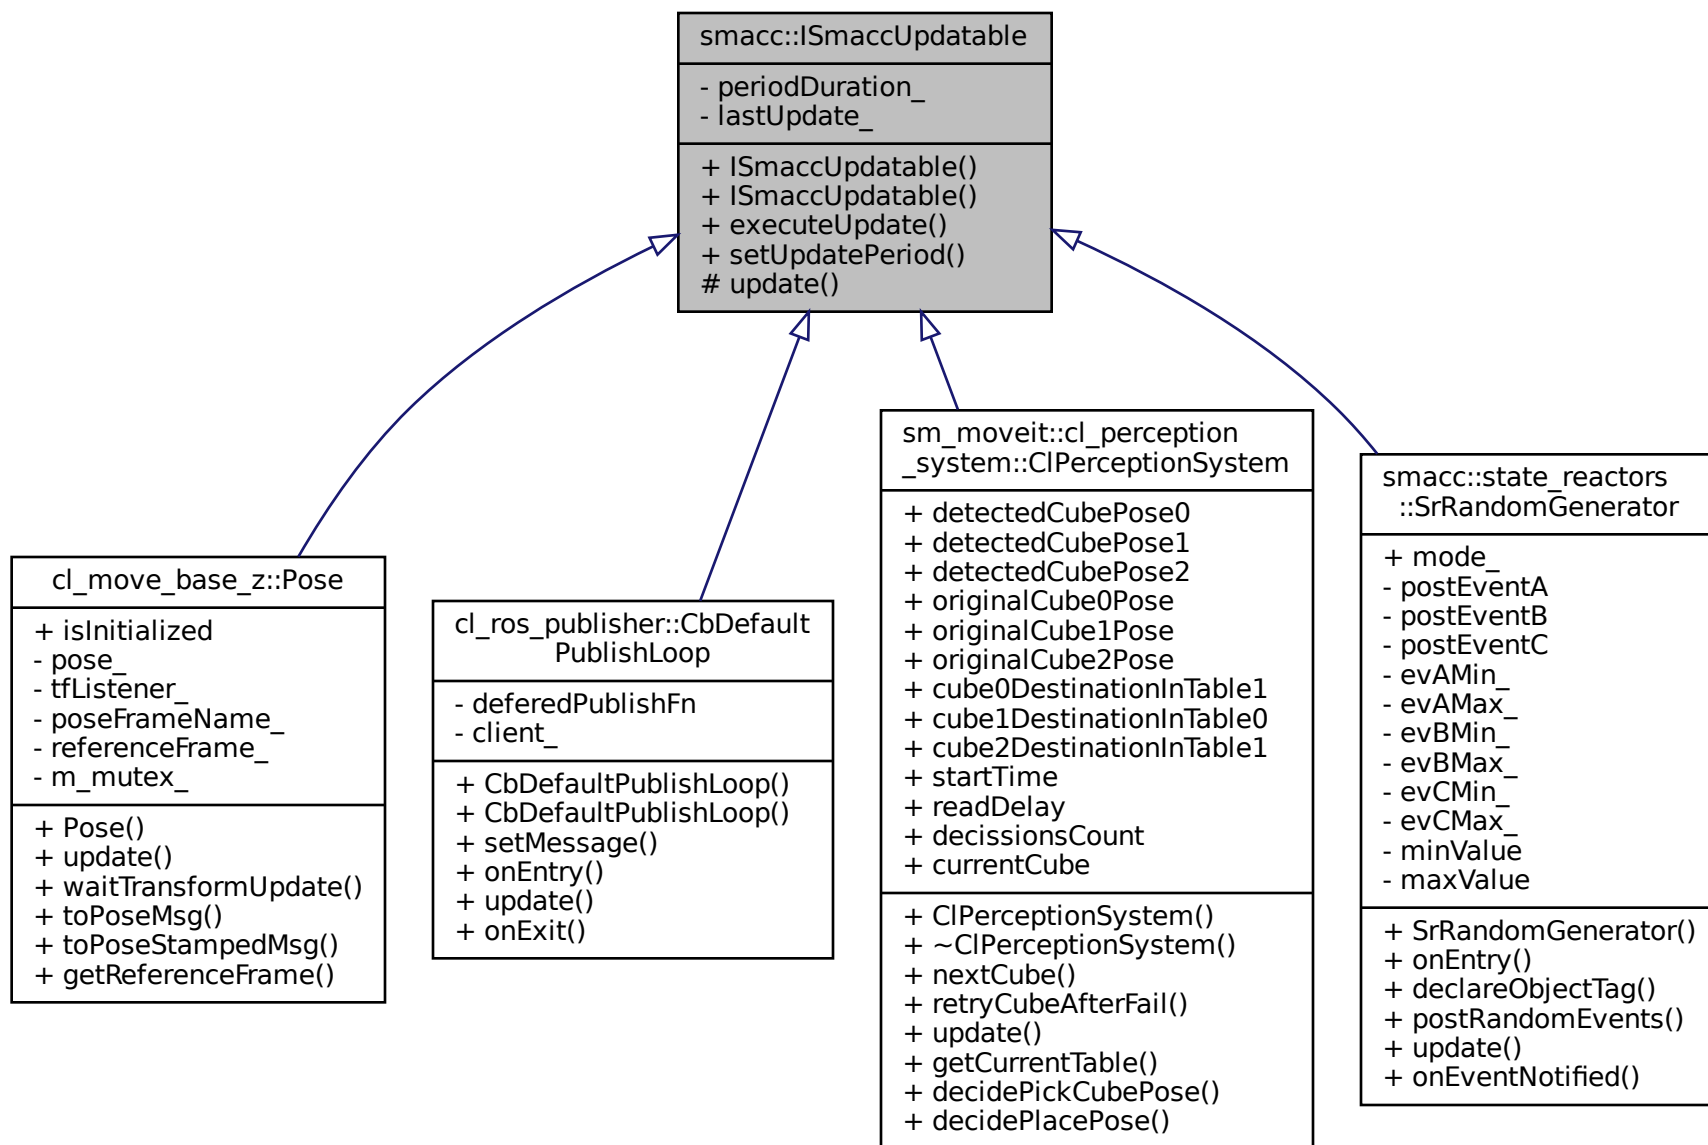 smacc::ISmaccUpdatable
- periodDuration_
- lastUpdate_
+ ISmaccUpdatable()
+ ISmaccUpdatable()
+ executeUpdate()
+ setUpdatePeriod()
# update()
cl_move_base_z::Pose
+ isInitialized
- pose_
- tfListener_
- poseFrameName_
- referenceFrame_
- m_mutex_
+ Pose()
+ update()
+ waitTransformUpdate()
+ toPoseMsg()
+ toPoseStampedMsg()
+ getReferenceFrame()
cl_ros_publisher::CbDefault
PublishLoop
- deferedPublishFn
- client_
+ CbDefaultPublishLoop()
+ CbDefaultPublishLoop()
+ setMessage()
+ onEntry()
+ update()
+ onExit()
sm_moveit::cl_perception
_system::ClPerceptionSystem
+ detectedCubePose0
+ detectedCubePose1
+ detectedCubePose2
+ originalCube0Pose
+ originalCube1Pose
+ originalCube2Pose
+ cube0DestinationInTable1
+ cube1DestinationInTable0
+ cube2DestinationInTable1
+ startTime
+ readDelay
+ decissionsCount
+ currentCube
+ ClPerceptionSystem()
+ ~ClPerceptionSystem()
+ nextCube()
+ retryCubeAfterFail()
+ update()
+ getCurrentTable()
+ decidePickCubePose()
+ decidePlacePose()
smacc::state_reactors
::SrRandomGenerator
+ mode_
- postEventA
- postEventB
- postEventC
- evAMin_
- evAMax_
- evBMin_
- evBMax_
- evCMin_
- evCMax_
- minValue
- maxValue
+ SrRandomGenerator()
+ onEntry()
+ declareObjectTag()
+ postRandomEvents()
+ update()
+ onEventNotified()